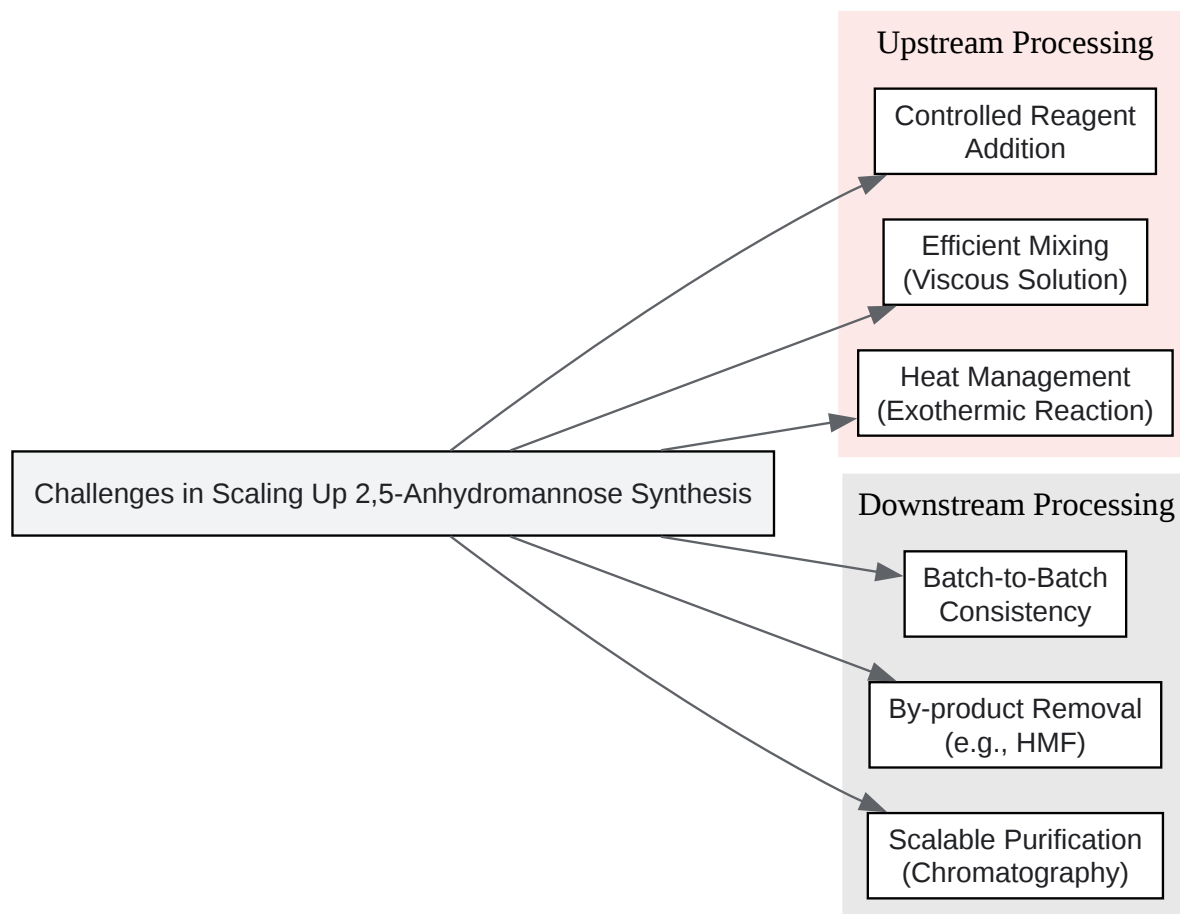 Upstream Processing
Controlled Reagent
Addition
Efficient Mixing
(Viscous Solution)
Heat Management
(Exothermic Reaction)
Challenges in Scaling Up 2,5-Anhydromannose Synthesis
Downstream Processing
Batch-to-Batch
Consistency
By-product Removal
(e.g., HMF)
Scalable Purification
(Chromatography)